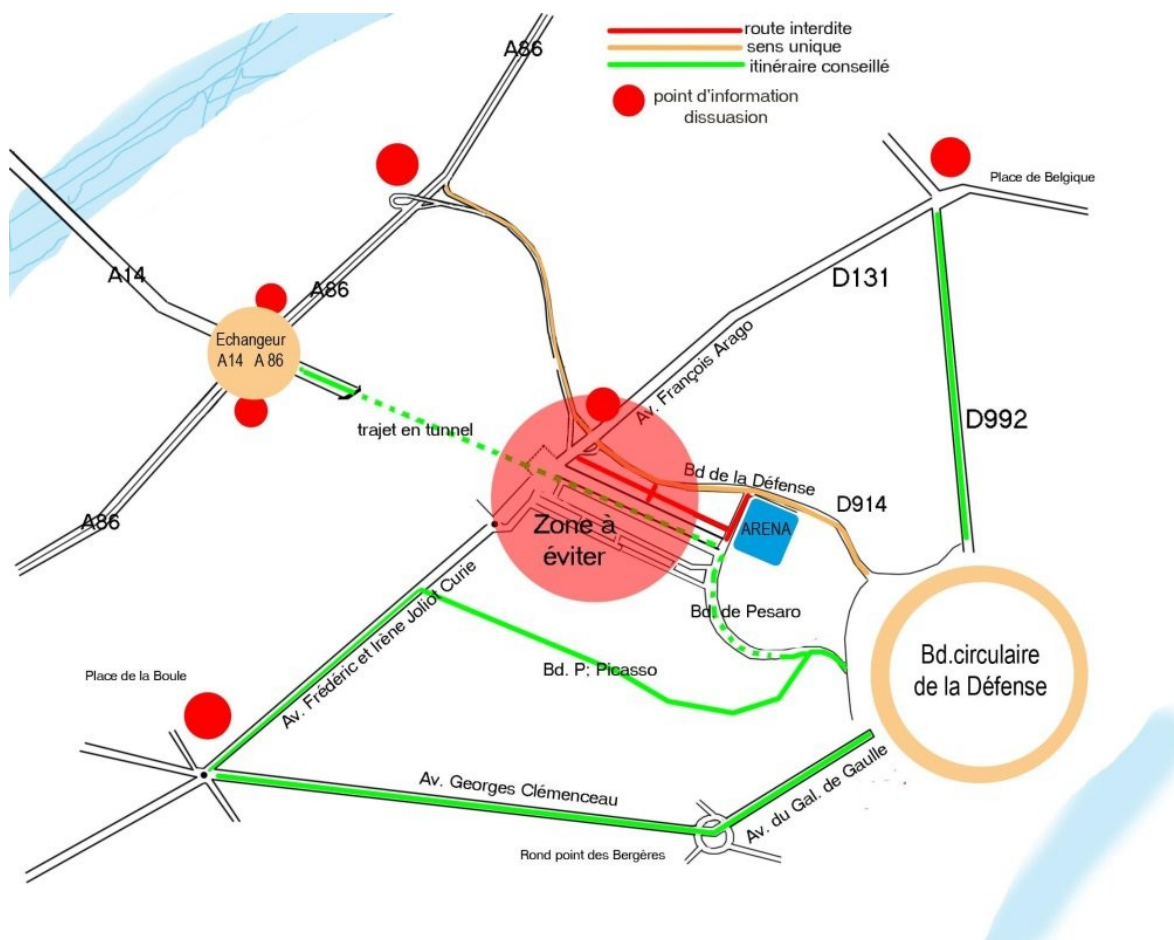 route interdite
sens unique
itinéraire conseillé
point d'information
dissuasion
A86
Place de Belgique
A14
A86
D131
Echangeur
A14 A 86
Av. François Arago
trajet en tunnel
D992
Bd de la Défense
D914
A86
Zone à
éviter
ARENA
Av. Frédéric et Irène Joliot Curie
Bd. de Pesaro
Bd. P: Picasso
Bd.circulaire
de la Défense
Place de la Boule
Av. Georges Clémenceau
Av. du Gal. de Gaulle
Rond point des Bergères